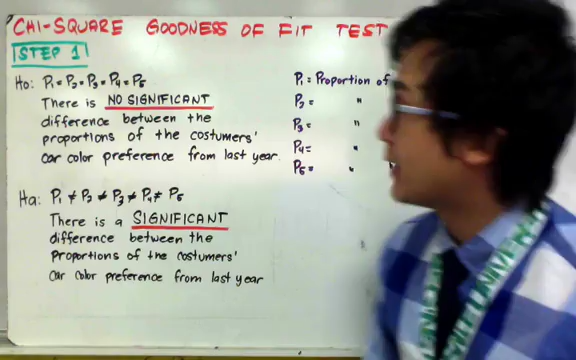 CHI-SQUARE GOODNESS OF FIT TEST
STEP 1
Ho: P₁ = P₂ = P₃ = P₄ = P₅
There is NO SIGNIFICANT
difference between the
proportions of the costumers'
car color preference from last year.
Ha: P₁ ≠ P₂ ≠ P₃ ≠ P₄ ≠ P₅
There is a SIGNIFICANT
difference between the
Proportions of the costumers'
car color preference from last year
P₁ = Proportion of
P₂ = "
P₃ = "
P₄ = "
P₅ = "